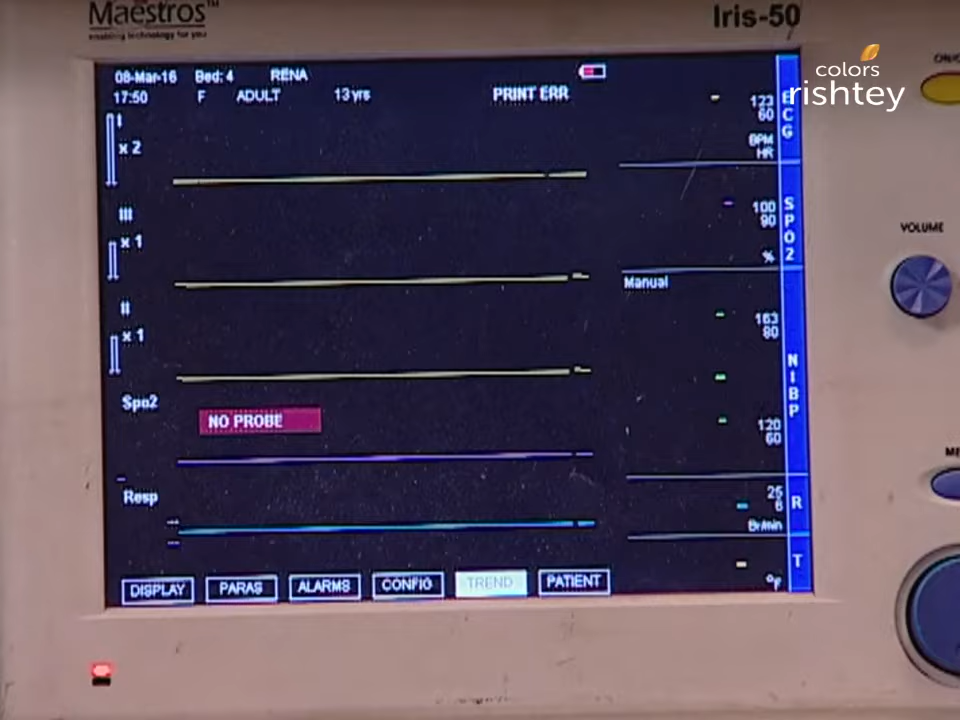 Maestros™
enabling technology for you
Iris-50
colors
rishtey
08-Mar-16 Bed: 4 RENA
17:50 F ADULT 13 yrs PRINT ERR
I
x 2
III
x 1
II
x 1
Spo2
NO PROBE
Resp
123
60
BPM
HR
ECG
100
90
%
SPO2
Manual
163
80
120
60
NIBP
25
8
Br/min
R
°F
T
DISPLAY PARAS ALARMS CONFIG TREND PATIENT
VOLUME